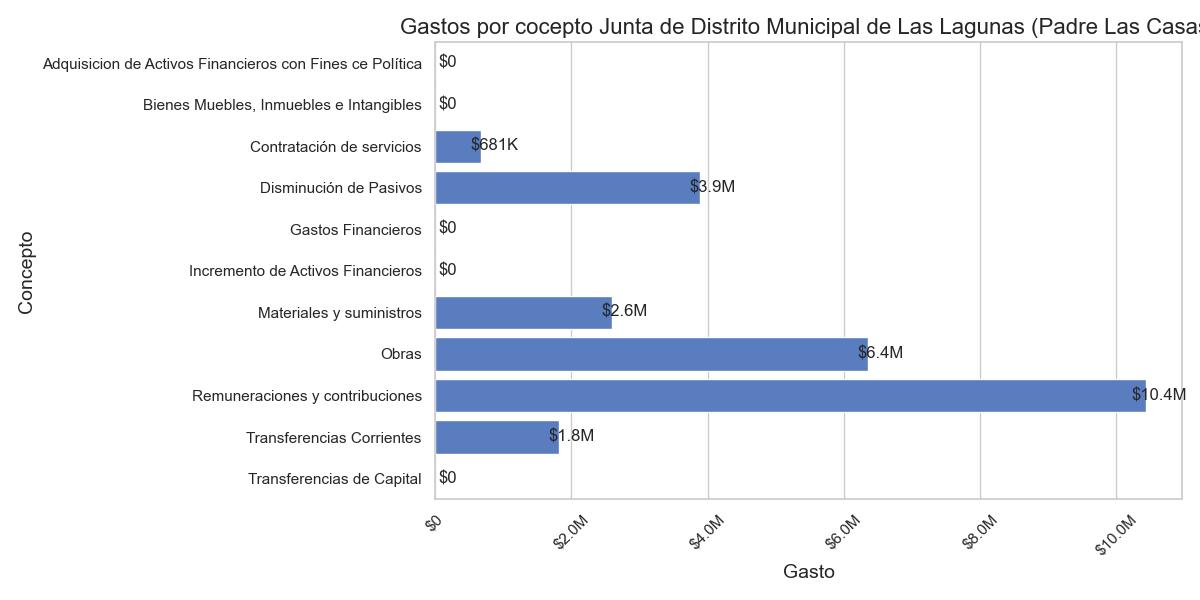 Gastos por cocepto Junta de Distrito Municipal de Las Lagunas (Padre Las Casas
Adquisicion de Activos Financieros con Fines ce Política $0
Bienes Muebles, Inmuebles e Intangibles $0
Contratación de servicios $681K
Disminución de Pasivos $3.9M
Gastos Financieros $0
Incremento de Activos Financieros $0
Materiales y suministros $2.6M
Obras $6.4M
Remuneraciones y contribuciones $10.4M
Transferencias Corrientes $1.8M
Transferencias de Capital $0
Concepto
$0 $2.0M $4.0M $6.0M $8.0M $10.0M
Gasto